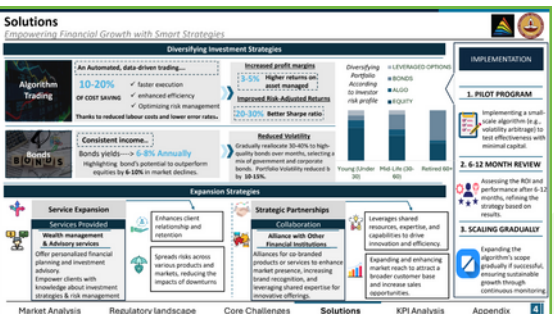 Solutions
Empowering Financial Growth with Smart Strategies
Diversifying Investment Strategies
Algorithm
Trading
An Automated, data-driven trading....
10-20%
OF COST SAVING
✓ faster execution
✓ enhanced efficiency
✓ Optimizing risk management
Thanks to reduced labour costs and lower error rates.
Increased profit margins
3-5% Higher returns on
asset managed
Improved Risk-Adjusted Returns
20-30% Better Sharpe ratio
Bonds
Consistent income..
Bonds yields---> 6-8% Annually
Highlighting bond's potential to outperform
equities by 6-10% in market declines.
Reduced Volatility
Gradually reallocate 30-40% to high-
quality bonds over months, selecting a
mix of government and corporate
bonds. Portfolio Volatility reduced b
by 10-15%.
Diversifying
Portfolio
According
to Investor
risk profile
LEVERAGED OPTIONS
BONDS
ALGO
EQUITY
Young (Under
30)
Mid-Life (30-
60)
Retired 60+
Expansion Strategies
Service Expansion
Services Provided
Wealth management
& Advisory services
Offer personalized financial
planning and investment
advisory.
Empower clients with
knowledge about investment
strategies & risk management
Enhances client
relationship and
retention
Spreads risks across
various products and
markets, reducing the
impacts of downturns
Strategic Partnerships
Collaboration
Alliance with Other
Financial Institutions
Alliances for co-branded
products or services to enhance
market presence, increasing
brand recognition, and
leveraging shared expertise for
innovative offerings.
Leverages shared
resources, expertise, and
capabilities to drive
innovation and efficiency.
Expanding and enhancing
market reach to attract a
broader customer base
and increase sales
opportunities.
IMPLEMENTATION
1. PILOT PROGRAM
Implementing a small-
scale algorithm (e.g.,
volatility arbitrage) to
test effectiveness with
minimal capital.
2. 6-12 MONTH REVIEW
Assessing the ROI and
performance after 6-12
months, refining the
strategy based on
results.
3. SCALING GRADUALLY
Expanding the
algorithm's scope
gradually if successful,
ensuring sustainable
growth through
continuous monitoring.
Market Analysis Regulatory landscape Core Challenges Solutions KPI Analysis Appendix 4